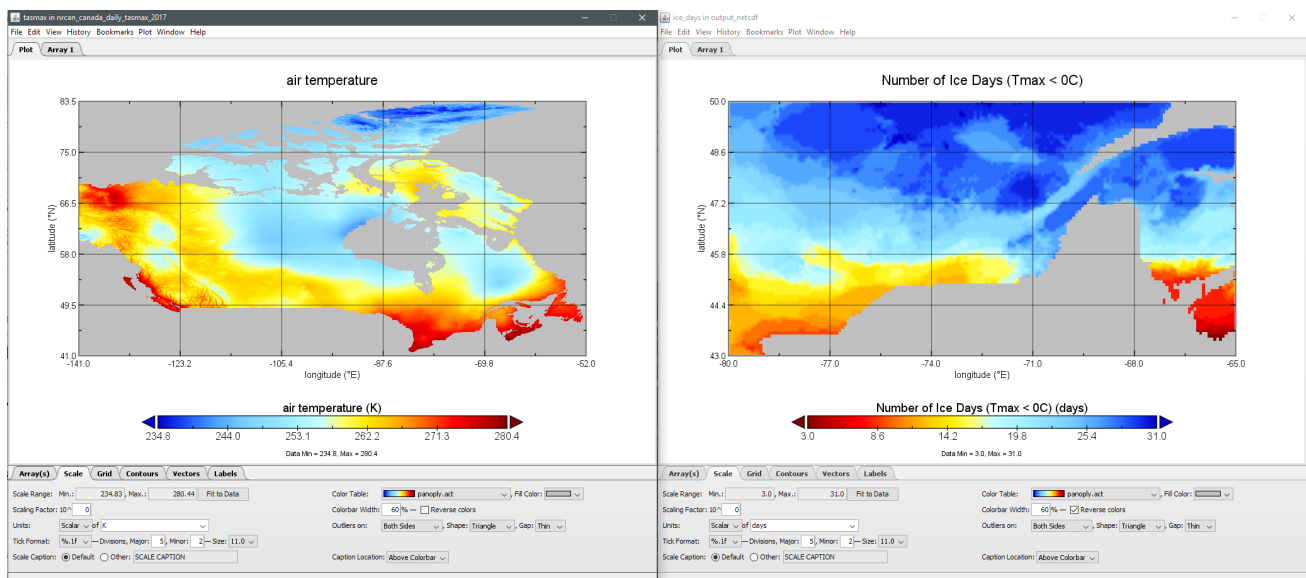 tasmax in nrcan_canada_daily_tasmax_2017
File Edit View History Bookmarks Plot Window Help
Plot Array 1
air temperature
83.5
75.0
66.5
58.0
49.5
41.0
latitude (°N)
-141.0 -123.2 -105.4 -87.6 -69.8 -52.0
longitude (°E)
air temperature (K)
234.8 244.0 253.1 262.2 271.3 280.4
Data Min = 234.8, Max = 280.4
Array(s) Scale Grid Contours Vectors Labels
Scale Range: Min.: 234.83 , Max.: 280.44 Fit to Data
Color Table: panoply.act , Fill Color:
Scaling Factor: 10^ 0
Colorbar Width: 60 % — Reverse colors
Units: Scalar of K
Outliers on: Both Sides , Shape: Triangle , Gap: Thin
Tick Format: %.1f — Divisions, Major: 5 , Minor: 2 — Size: 11.0
Scale Caption: Default Other: SCALE CAPTION
Caption Location: Above Colorbar
ice_days in output_netcdf
File Edit View History Bookmarks Plot Window Help
Plot Array 1
Number of Ice Days (Tmax < 0C)
50.0
48.6
47.2
45.8
44.4
43.0
latitude (°N)
-80.0 -77.0 -74.0 -71.0 -68.0 -65.0
longitude (°E)
Number of Ice Days (Tmax < 0C) (days)
3.0 8.6 14.2 19.8 25.4 31.0
Data Min = 3.0, Max = 31.0
Array(s) Scale Grid Contours Vectors Labels
Scale Range: Min.: 3.0 , Max.: 31.0 Fit to Data
Color Table: panoply.act , Fill Color:
Scaling Factor: 10^ 0
Colorbar Width: 60 % — Reverse colors
Units: Scalar of days
Outliers on: Both Sides , Shape: Triangle , Gap: Thin
Tick Format: %.1f — Divisions, Major: 5 , Minor: 2 — Size: 11.0
Scale Caption: Default Other: SCALE CAPTION
Caption Location: Above Colorbar